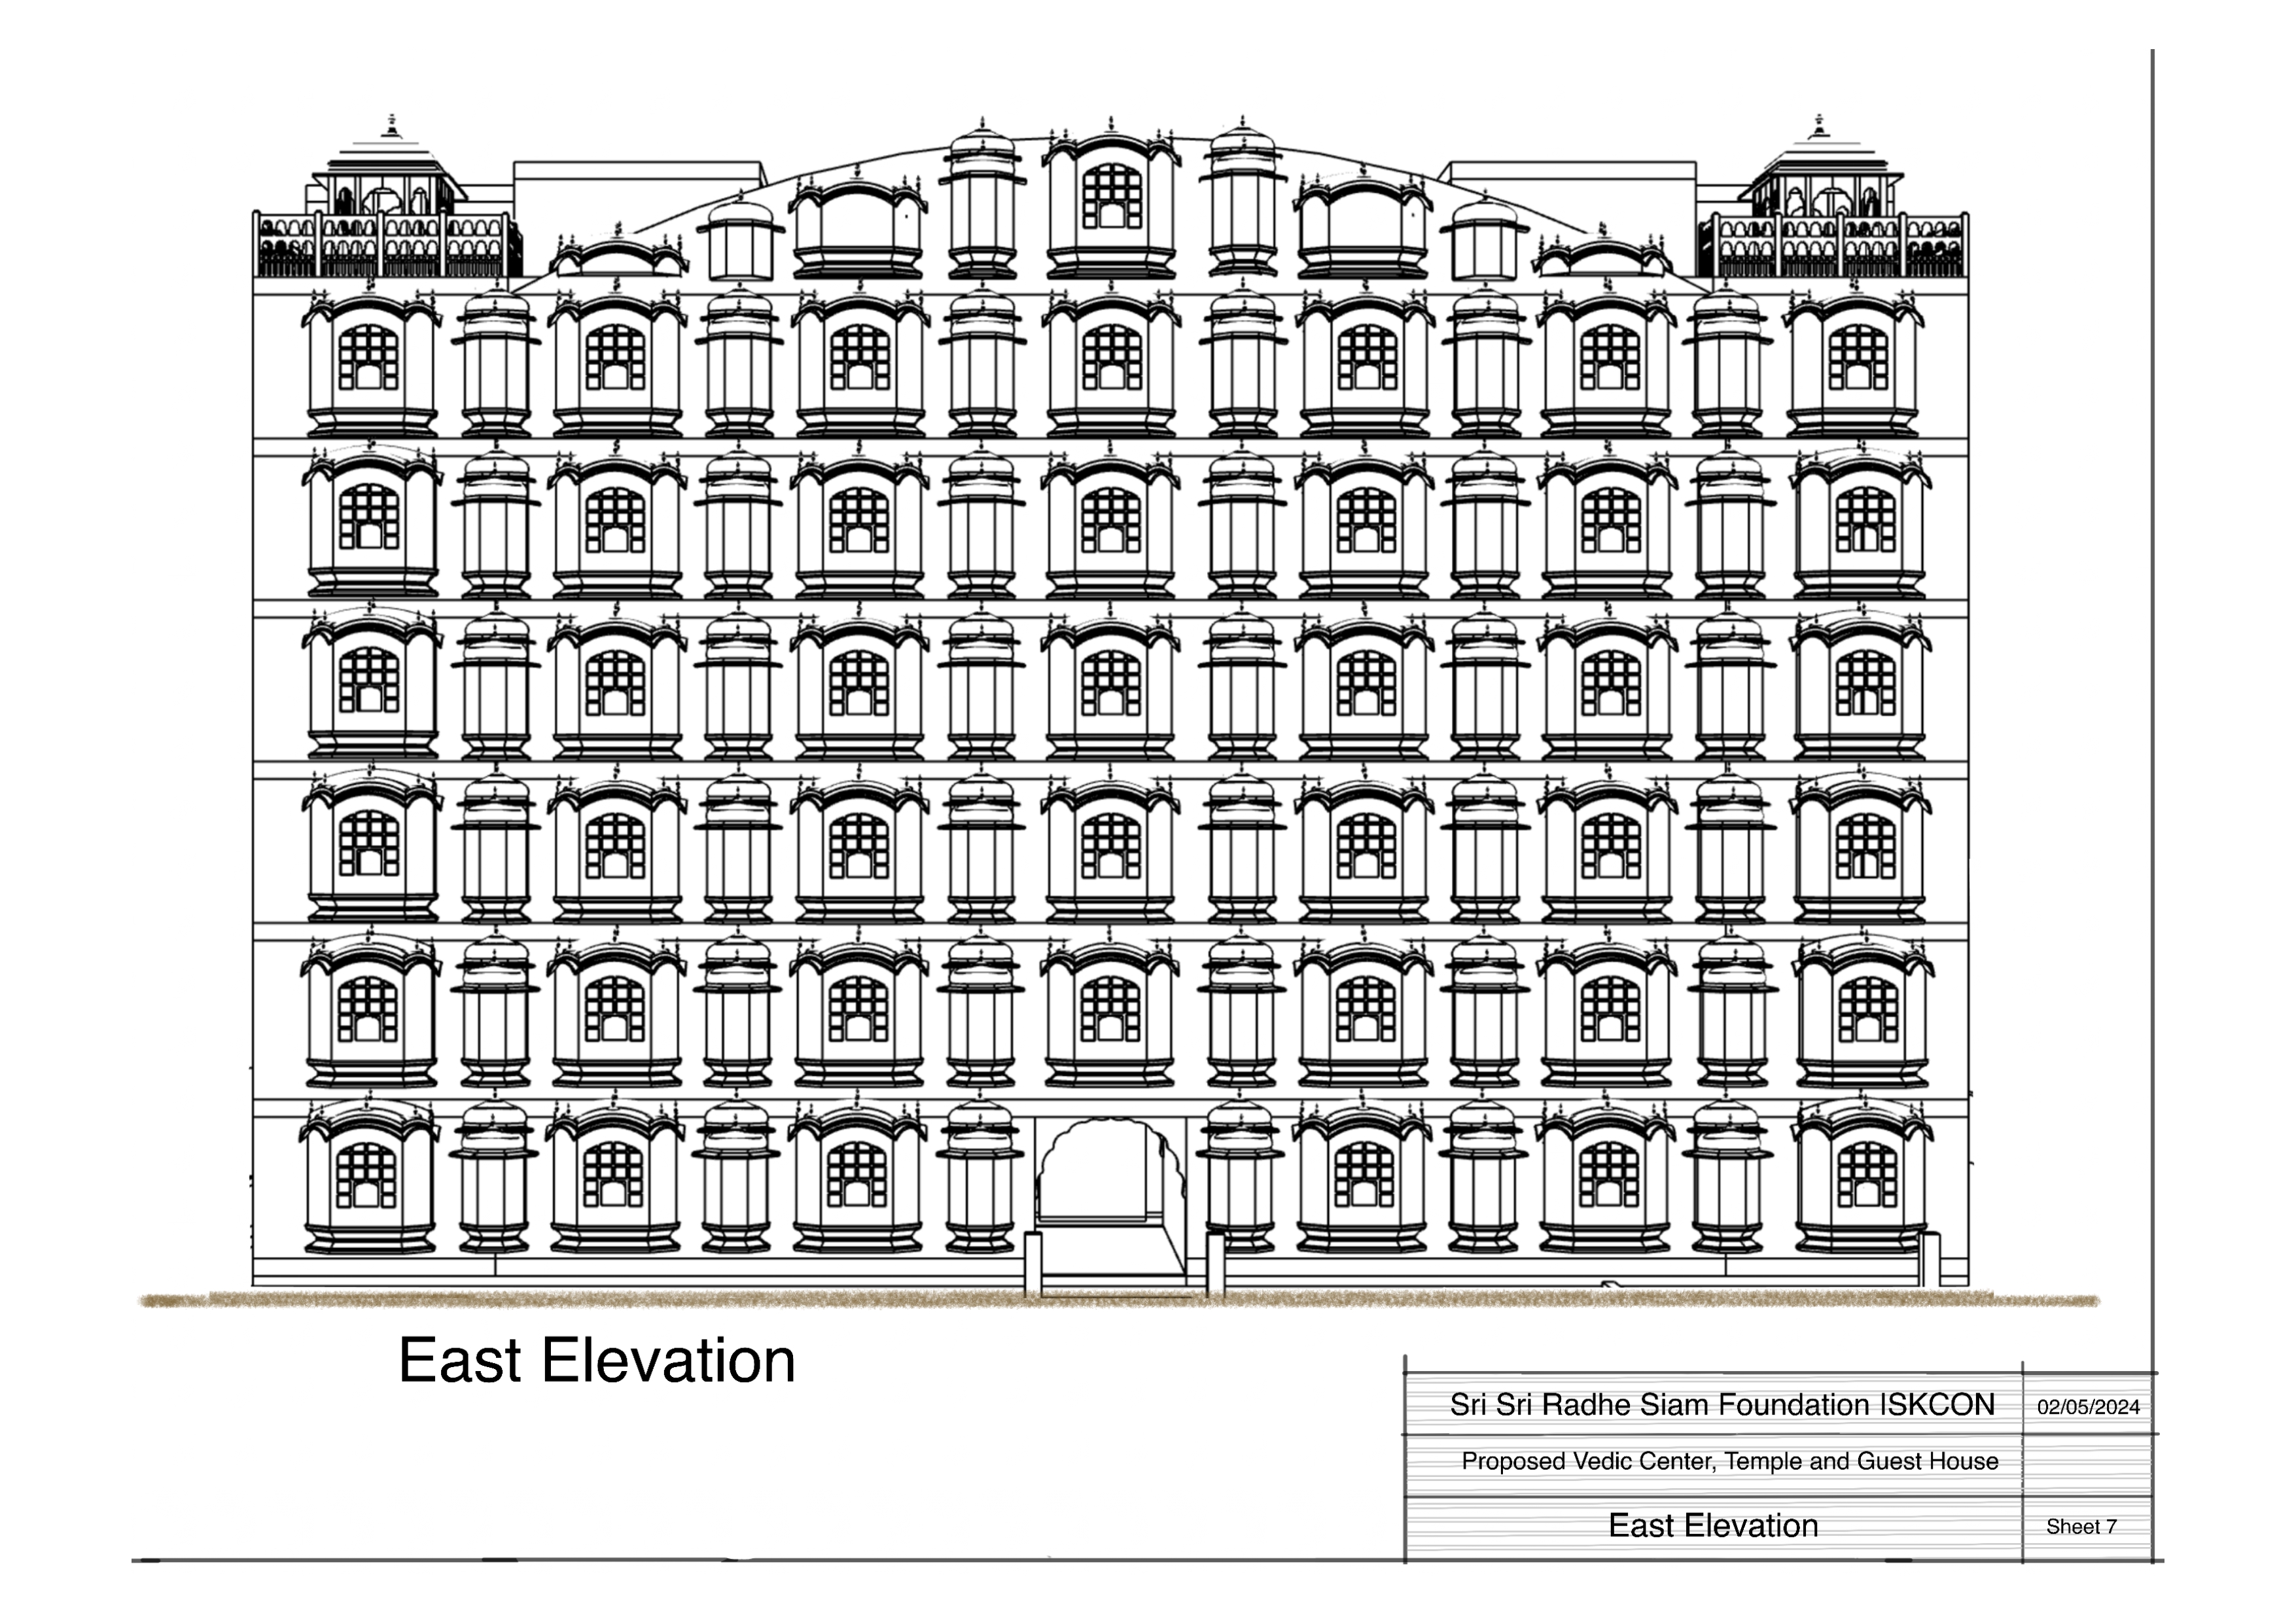 East Elevation
Sri Sri Radhe Siam Foundation ISKCON 02/05/2024
Proposed Vedic Center, Temple and Guest House
East Elevation Sheet 7